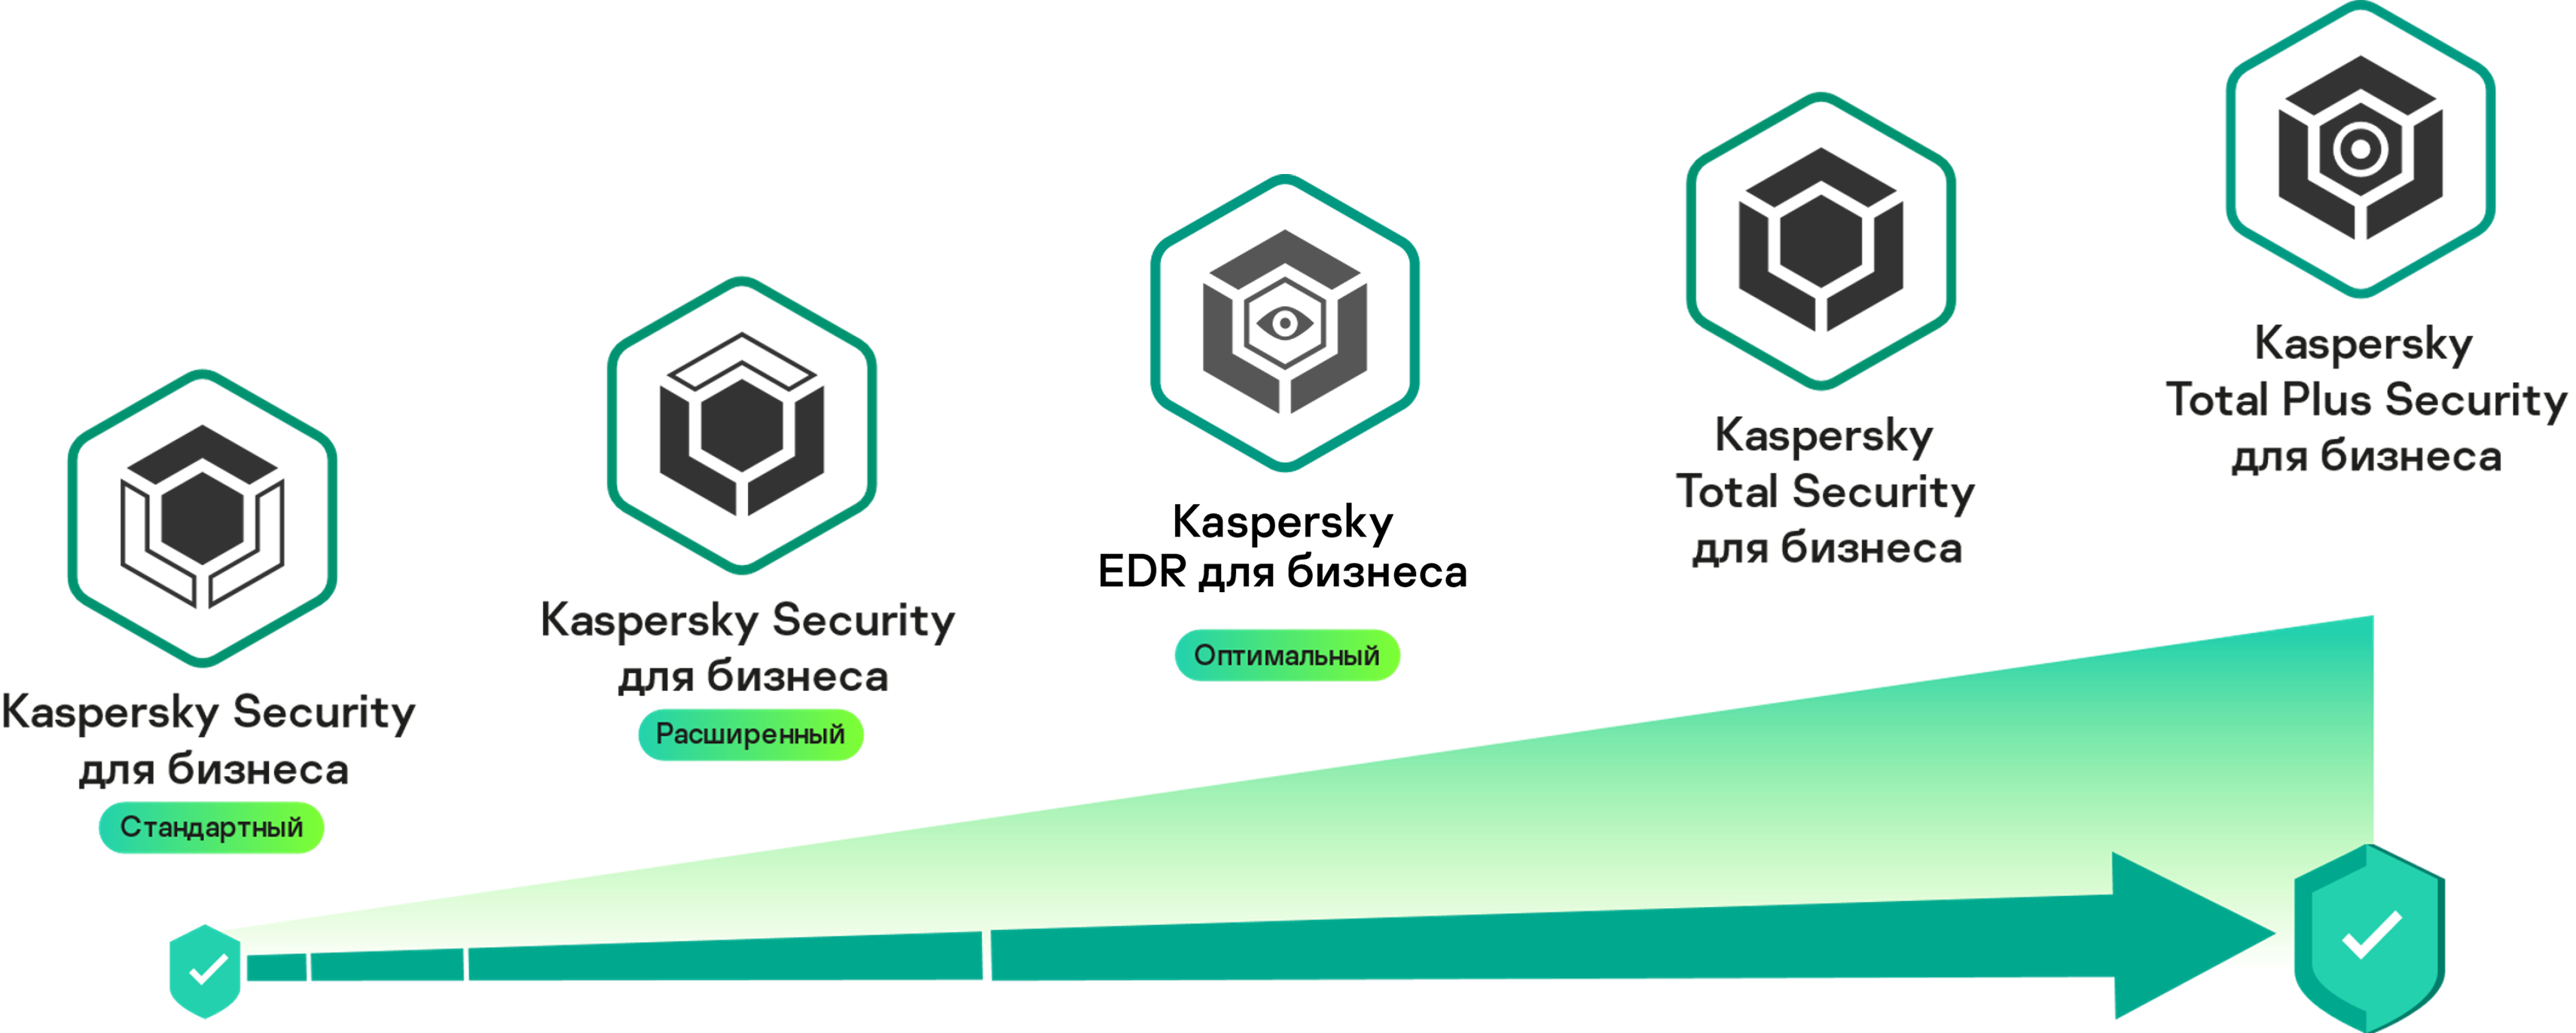 Kaspersky Security
для бизнеса
Стандартный
Kaspersky Security
для бизнеса
Расширенный
Kaspersky
EDR для бизнеса
Оптимальный
Kaspersky
Total Security
для бизнеса
Kaspersky
Total Plus Security
для бизнеса